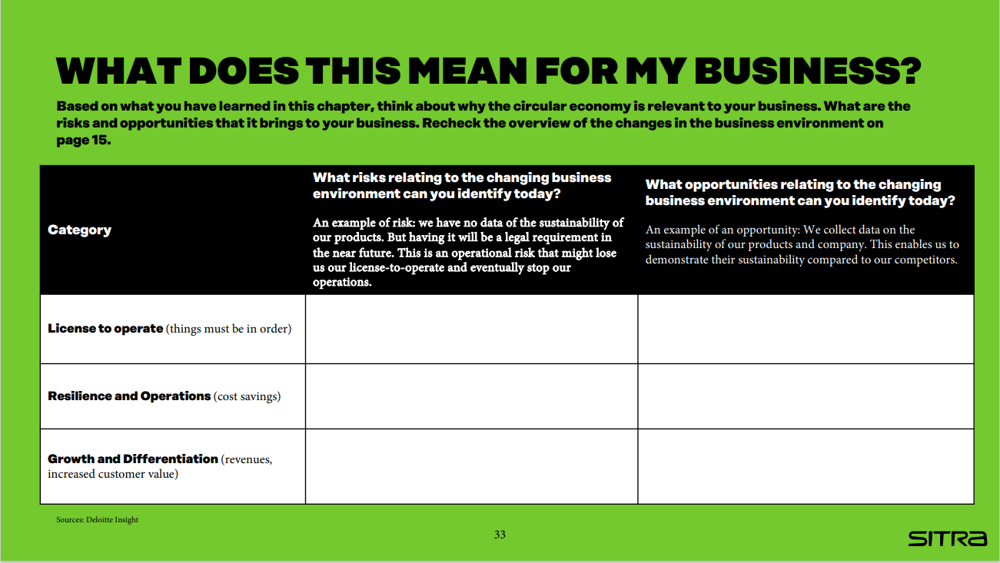 WHAT DOES THIS MEAN FOR MY BUSINESS?
Based on what you have learned in this chapter, think about why the circular economy is relevant to your business. What are the
risks and opportunities that it brings to your business. Recheck the overview of the changes in the business environment on
page 15.
Category
What risks relating to the changing business
environment can you identify today?
An example of risk: we have no data of the sustainability of
our products. But having it will be a legal requirement in
the near future. This is an operational risk that might lose
us our license-to-operate and eventually stop our
operations.
What opportunities relating to the changing
business environment can you identify today?
An example of an opportunity: We collect data on the
sustainability of our products and company. This enables us to
demonstrate their sustainability compared to our competitors.
License to operate (things must be in order)
Resilience and Operations (cost savings)
Growth and Differentiation (revenues,
increased customer value)
Sources: Deloitte Insight
33
SITRA